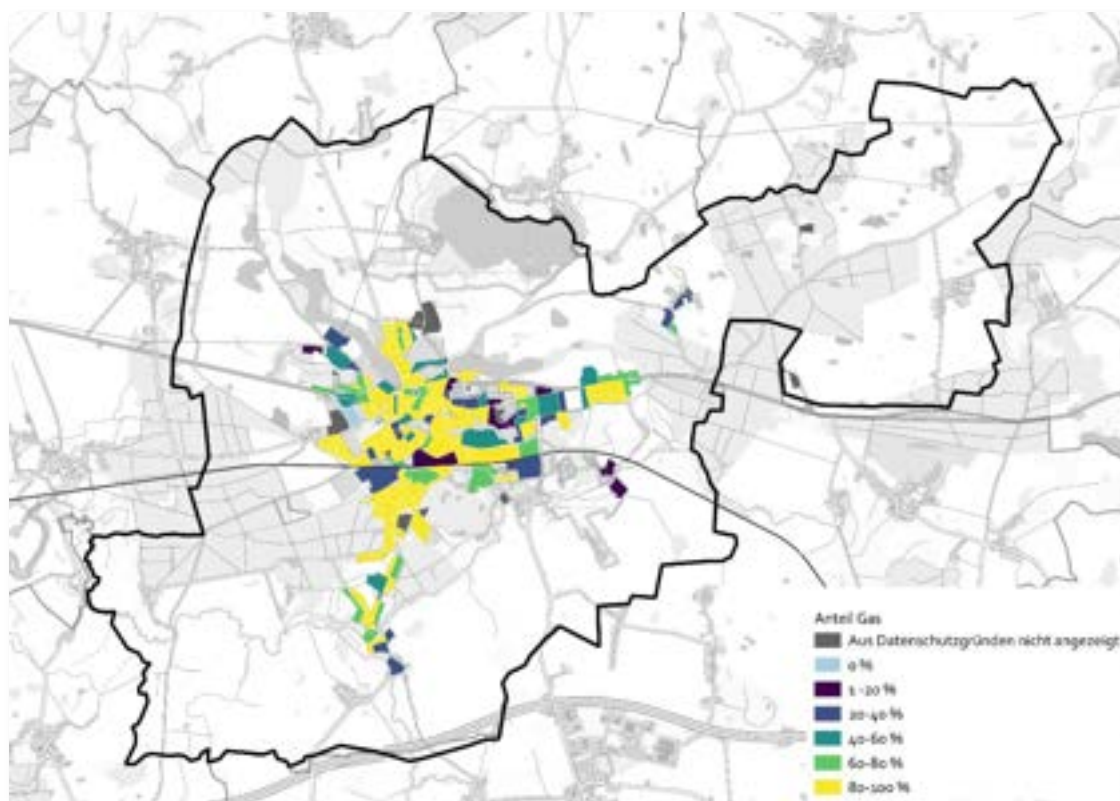 Anteil Gas
Aus Datenschutzgründen nicht angezeigt
0 %
1 -20 %
20-40 %
40-60 %
60-80 %
80-100 %